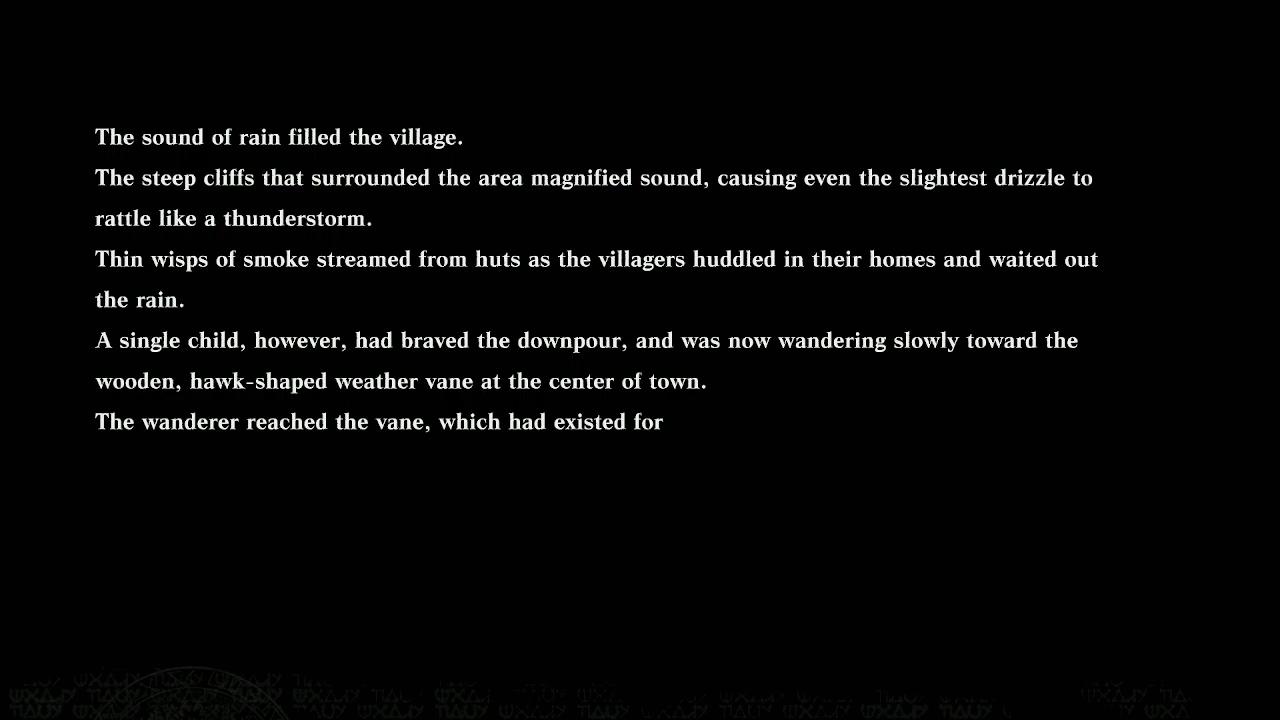 The sound of rain filled the village.
The steep cliffs that surrounded the area magnified sound, causing even the slightest drizzle to
rattle like a thunderstorm.
Thin wisps of smoke streamed from huts as the villagers huddled in their homes and waited out
the rain.
A single child, however, had braved the downpour, and was now wandering slowly toward the
wooden, hawk-shaped weather vane at the center of town.
The wanderer reached the vane, which had existed for